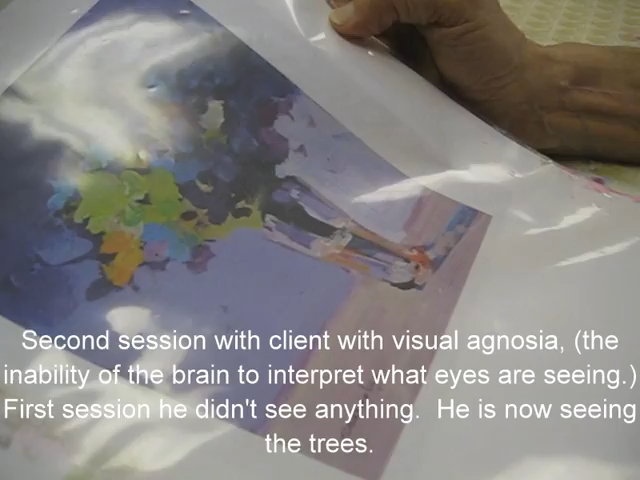 Second session with client with visual agnosia, (the
inability of the brain to interpret what eyes are seeing.)
First session he didn't see anything.  He is now seeing
the trees.